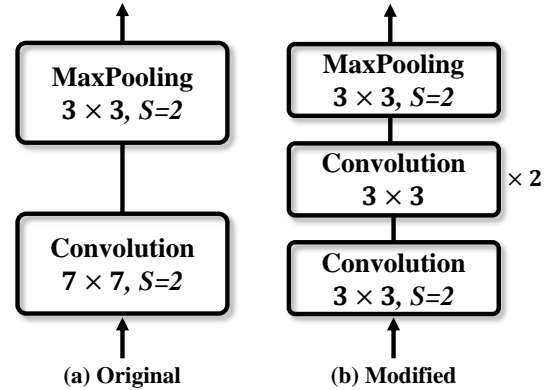 MaxPooling
3 × 3, S=2
Convolution
7 × 7, S=2
(a) Original
MaxPooling
3 × 3, S=2
Convolution
3 × 3
× 2
Convolution
3 × 3, S=2
(b) Modified